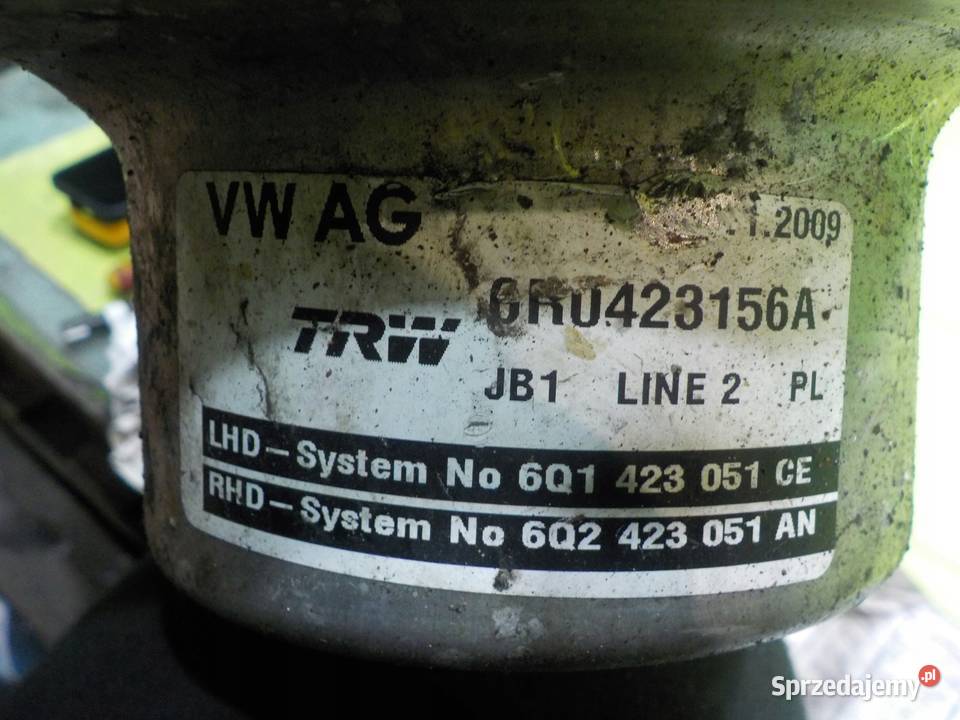 VW AG
.1.2009
TRW
6RU423156A
JB1 LINE 2 PL
LHD-System No 6Q1 423 051 CE
RHD-System No 6Q2 423 051 AN
Sprzedajemy.pl